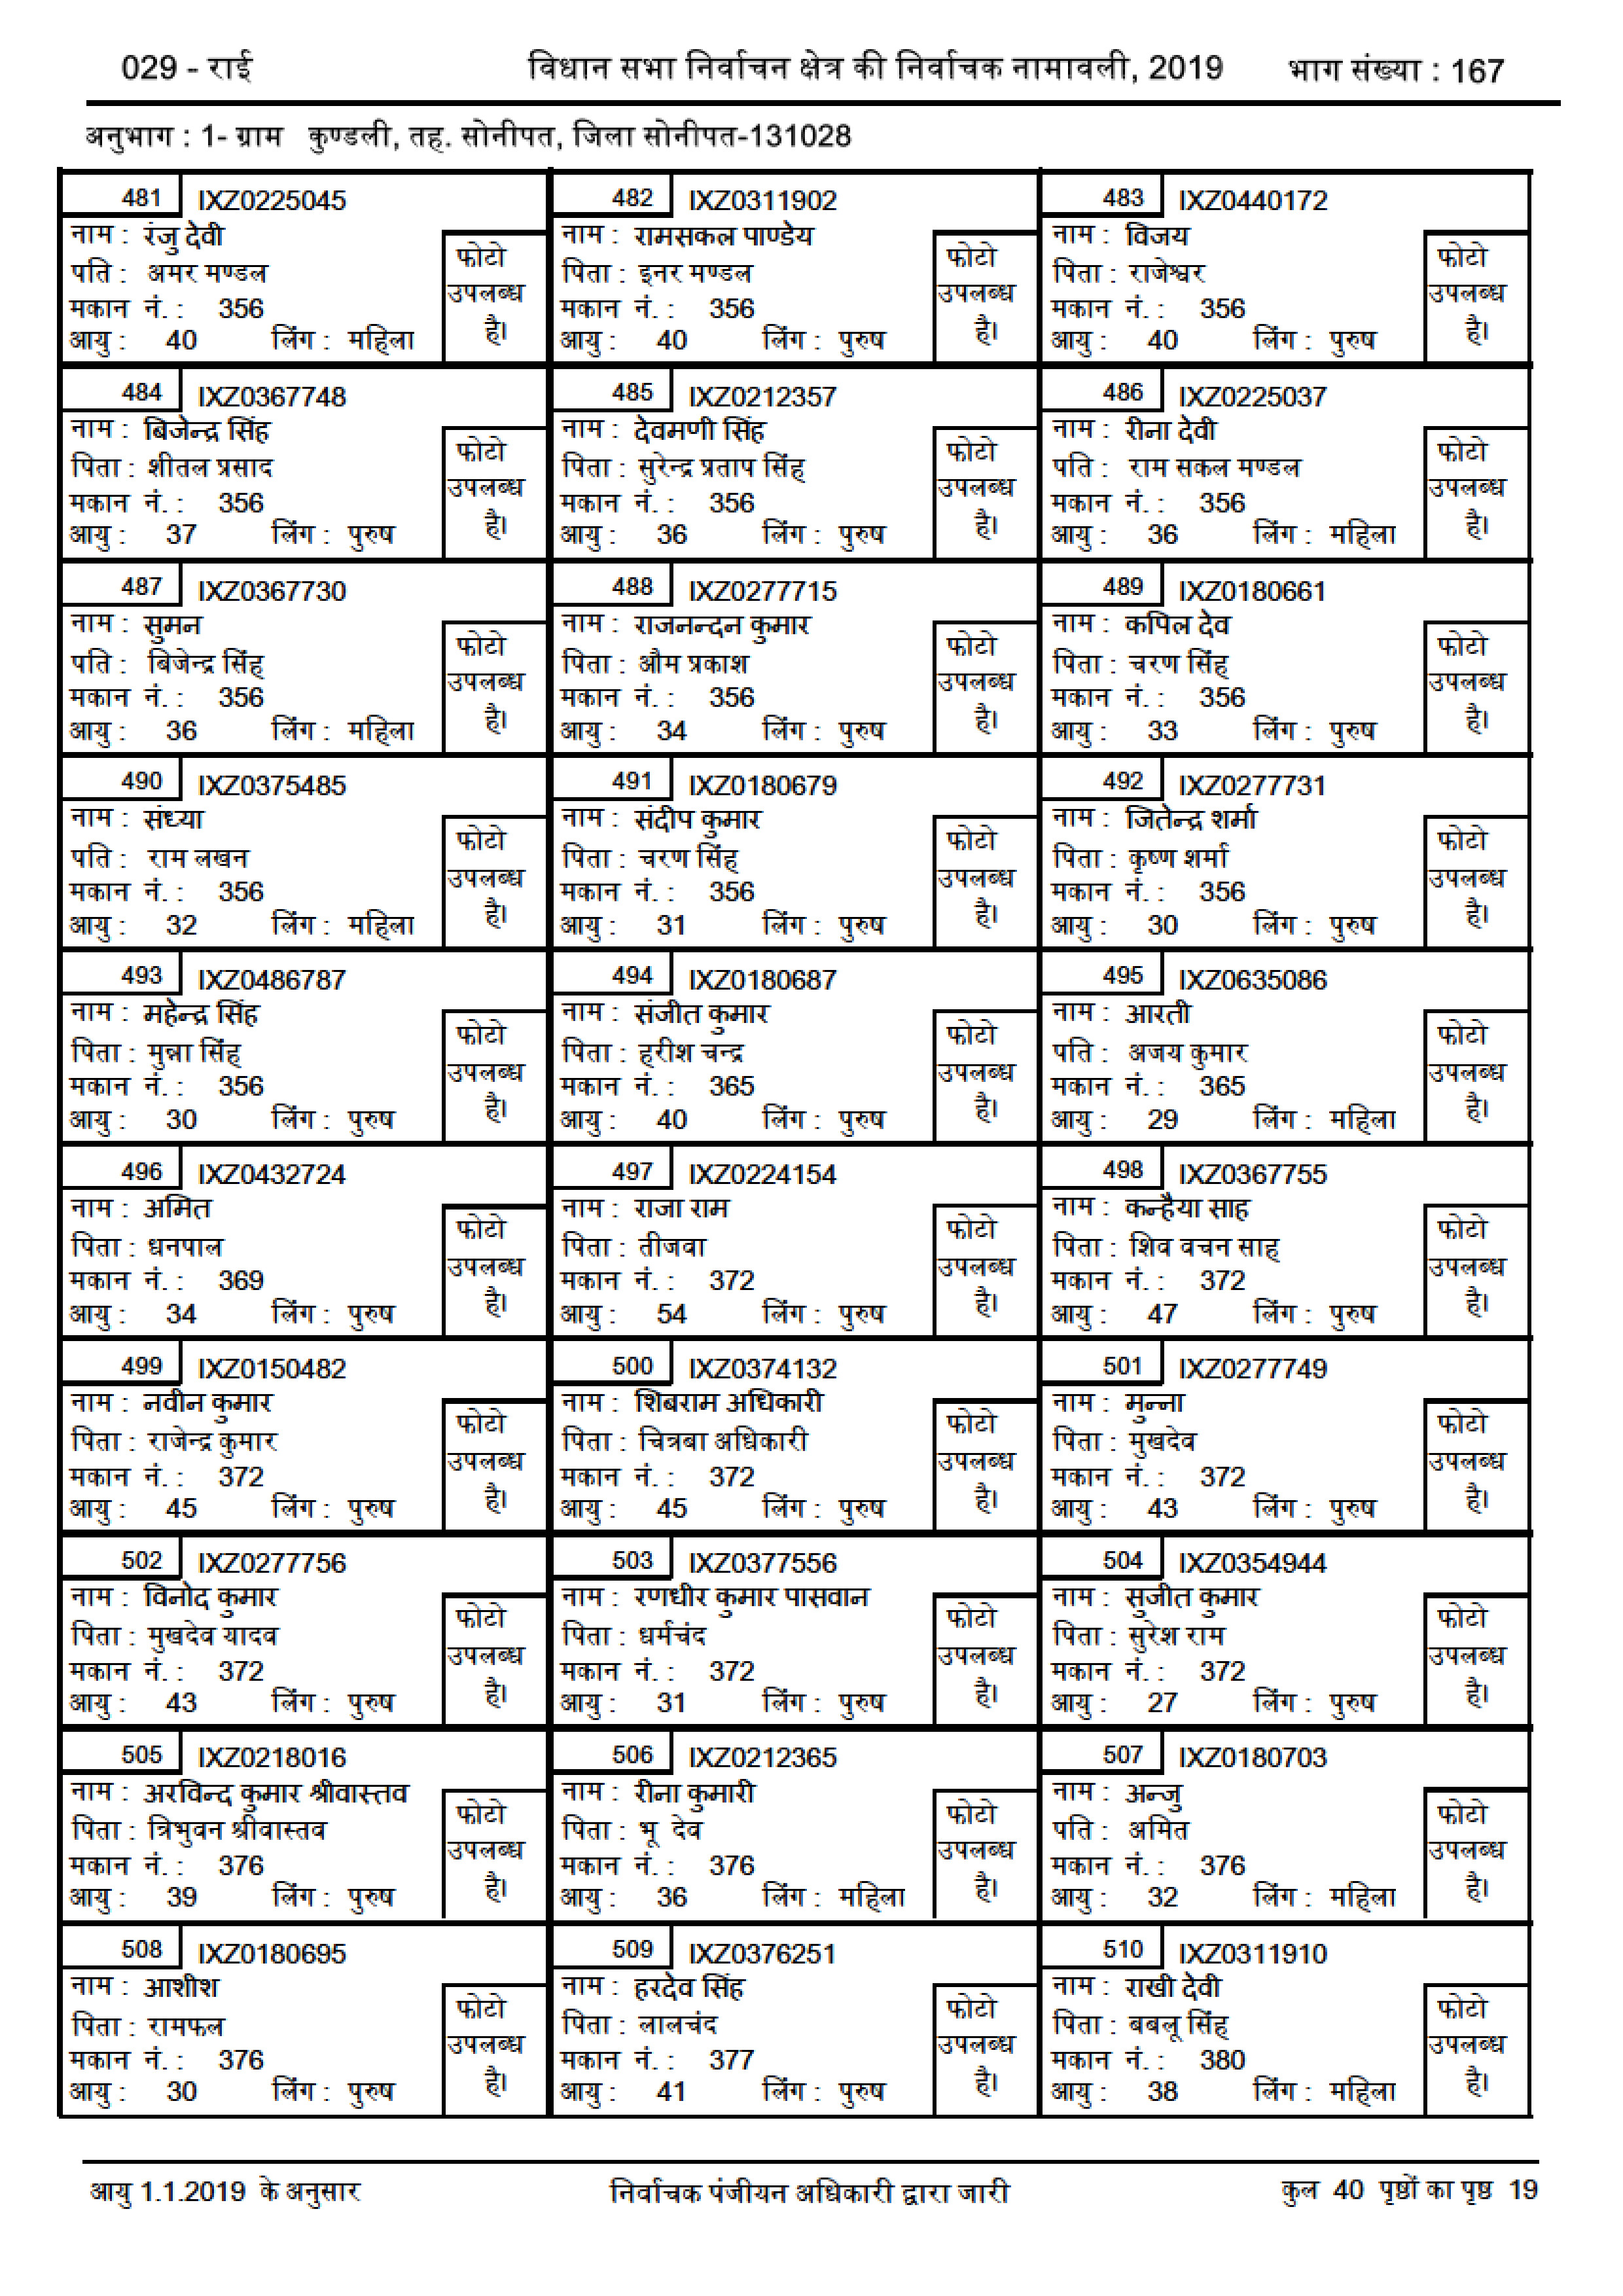 029 - राई विधान सभा निर्वाचन क्षेत्र की निर्वाचक नामावली, 2019 भाग संख्या : 167
अनुभाग : 1- ग्राम कुण्डली, तह. सोनीपत, जिला सोनीपत-131028
481 IXZ0225045
नाम : रंजु देवी
पति : अमर मण्डल
मकान नं. : 356
आयु : 40 लिंग : महिला
फोटो
उपलब्ध
है।
482 IXZ0311902
नाम : रामसकल पाण्डेय
पिता : इनर मण्डल
मकान नं. : 356
आयु : 40 लिंग : पुरुष
फोटो
उपलब्ध
है।
483 IXZ0440172
नाम : विजय
पिता : राजेश्वर
मकान नं. : 356
आयु : 40 लिंग : पुरुष
फोटो
उपलब्ध
है।
484 IXZ0367748
नाम : बिजेन्द्र सिंह
पिता : शीतल प्रसाद
मकान नं. : 356
आयु : 37 लिंग : पुरुष
फोटो
उपलब्ध
है।
485 IXZ0212357
नाम : देवमणी सिंह
पिता : सुरेन्द्र प्रताप सिंह
मकान नं. : 356
आयु : 36 लिंग : पुरुष
फोटो
उपलब्ध
है।
486 IXZ0225037
नाम : रीना देवी
पति : राम सकल मण्डल
मकान नं. : 356
आयु : 36 लिंग : महिला
फोटो
उपलब्ध
है।
487 IXZ0367730
नाम : सुमन
पति : बिजेन्द्र सिंह
मकान नं. : 356
आयु : 36 लिंग : महिला
फोटो
उपलब्ध
है।
488 IXZ0277715
नाम : राजनन्दन कुमार
पिता : औम प्रकाश
मकान नं. : 356
आयु : 34 लिंग : पुरुष
फोटो
उपलब्ध
है।
489 IXZ0180661
नाम : कपिल देव
पिता : चरण सिंह
मकान नं. : 356
आयु : 33 लिंग : पुरुष
फोटो
उपलब्ध
है।
490 IXZ0375485
नाम : संध्या
पति : राम लखन
मकान नं. : 356
आयु : 32 लिंग : महिला
फोटो
उपलब्ध
है।
491 IXZ0180679
नाम : संदीप कुमार
पिता : चरण सिंह
मकान नं. : 356
आयु : 31 लिंग : पुरुष
फोटो
उपलब्ध
है।
492 IXZ0277731
नाम : जितेन्द्र शर्मा
पिता : कृष्ण शर्मा
मकान नं. : 356
आयु : 30 लिंग : पुरुष
फोटो
उपलब्ध
है।
493 IXZ0486787
नाम : महेन्द्र सिंह
पिता : मुन्ना सिंह
मकान नं. : 356
आयु : 30 लिंग : पुरुष
फोटो
उपलब्ध
है।
494 IXZ0180687
नाम : संजीत कुमार
पिता : हरीश चन्द्र
मकान नं. : 365
आयु : 40 लिंग : पुरुष
फोटो
उपलब्ध
है।
495 IXZ0635086
नाम : आरती
पति : अजय कुमार
मकान नं. : 365
आयु : 29 लिंग : महिला
फोटो
उपलब्ध
है।
496 IXZ0432724
नाम : अमित
पिता : धनपाल
मकान नं. : 369
आयु : 34 लिंग : पुरुष
फोटो
उपलब्ध
है।
497 IXZ0224154
नाम : राजा राम
पिता : तीजवा
मकान नं. : 372
आयु : 54 लिंग : पुरुष
फोटो
उपलब्ध
है।
498 IXZ0367755
नाम : कन्हैया साह
पिता : शिव वचन साह
मकान नं. : 372
आयु : 47 लिंग : पुरुष
फोटो
उपलब्ध
है।
499 IXZ0150482
नाम : नवीन कुमार
पिता : राजेन्द्र कुमार
मकान नं. : 372
आयु : 45 लिंग : पुरुष
फोटो
उपलब्ध
है।
500 IXZ0374132
नाम : शिबराम अधिकारी
पिता : चित्रबा अधिकारी
मकान नं. : 372
आयु : 45 लिंग : पुरुष
फोटो
उपलब्ध
है।
501 IXZ0277749
नाम : मुन्ना
पिता : मुखदेव
मकान नं. : 372
आयु : 43 लिंग : पुरुष
फोटो
उपलब्ध
है।
502 IXZ0277756
नाम : विनोद कुमार
पिता : मुखदेव यादव
मकान नं. : 372
आयु : 43 लिंग : पुरुष
फोटो
उपलब्ध
है।
503 IXZ0377556
नाम : रणधीर कुमार पासवान
पिता : धर्मचंद
मकान नं. : 372
आयु : 31 लिंग : पुरुष
फोटो
उपलब्ध
है।
504 IXZ0354944
नाम : सुजीत कुमार
पिता : सुरेश राम
मकान नं. : 372
आयु : 27 लिंग : पुरुष
फोटो
उपलब्ध
है।
505 IXZ0218016
नाम : अरविन्द कुमार श्रीवास्तव
पिता : त्रिभुवन श्रीवास्तव
मकान नं. : 376
आयु : 39 लिंग : पुरुष
फोटो
उपलब्ध
है।
506 IXZ0212365
नाम : रीना कुमारी
पिता : भू देव
मकान नं. : 376
आयु : 36 लिंग : महिला
फोटो
उपलब्ध
है।
507 IXZ0180703
नाम : अन्जु
पति : अमित
मकान नं. : 376
आयु : 32 लिंग : महिला
फोटो
उपलब्ध
है।
508 IXZ0180695
नाम : आशीश
पिता : रामफल
मकान नं. : 376
आयु : 30 लिंग : पुरुष
फोटो
उपलब्ध
है।
509 IXZ0376251
नाम : हरदेव सिंह
पिता : लालचंद
मकान नं. : 377
आयु : 41 लिंग : पुरुष
फोटो
उपलब्ध
है।
510 IXZ0311910
नाम : राखी देवी
पिता : बबलू सिंह
मकान नं. : 380
आयु : 38 लिंग : महिला
फोटो
उपलब्ध
है।
आयु 1.1.2019 के अनुसार निर्वाचक पंजीयन अधिकारी द्वारा जारी कुल 40 पृष्ठों का पृष्ठ 19